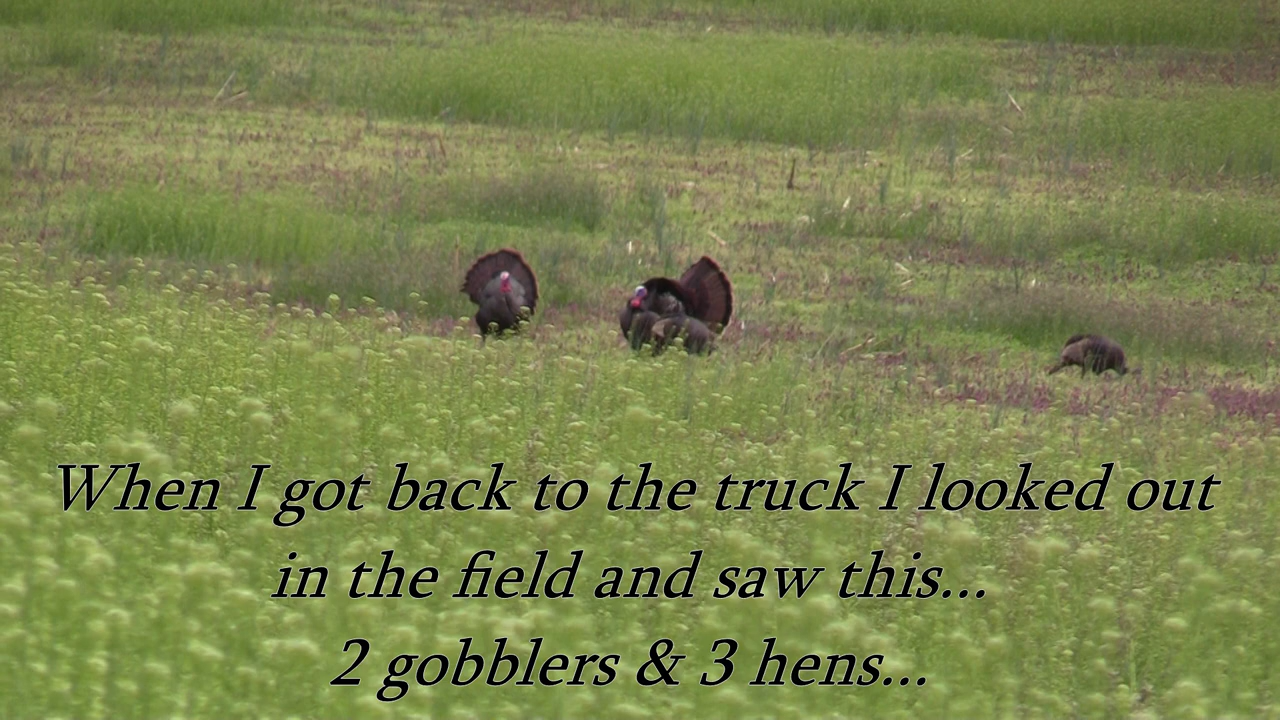 When I got back to the truck I looked out
in the field and saw this...
2 gobblers & 3 hens...